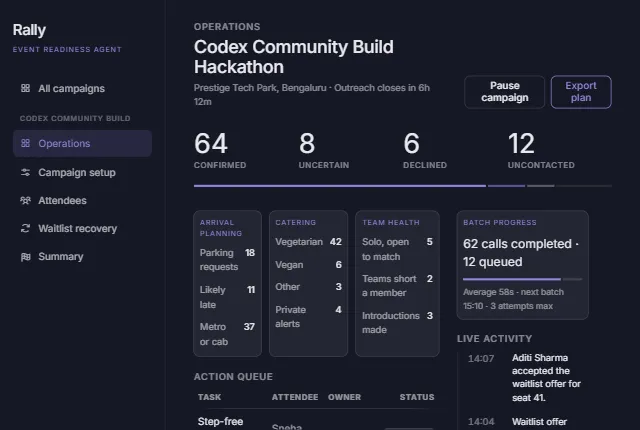 Rally
EVENT READINESS AGENT
All campaigns
CODEX COMMUNITY BUILD
Operations
Campaign setup
Attendees
Waitlist recovery
Summary
OPERATIONS
Codex Community Build
Hackathon
Prestige Tech Park, Bengaluru · Outreach closes in 6h
12m
Pause
campaign
Export
plan
64
CONFIRMED
8
UNCERTAIN
6
DECLINED
12
UNCONTACTED
ARRIVAL
PLANNING
Parking 18
requests
Likely 11
late
Metro 37
or cab
CATERING
Vegetarian 42
Vegan 6
Other 3
Private 4
alerts
TEAM HEALTH
Solo, open 5
to match
Teams short 2
a member
Introductions 3
made
BATCH PROGRESS
62 calls completed ·
12 queued
Average 58s · next batch
15:10 · 3 attempts max
LIVE ACTIVITY
14:07 Aditi Sharma
accepted the
waitlist offer for
seat 41.
14:04 Waitlist offer
ACTION QUEUE
TASK ATTENDEE OWNER STATUS
Step-free
Sneha